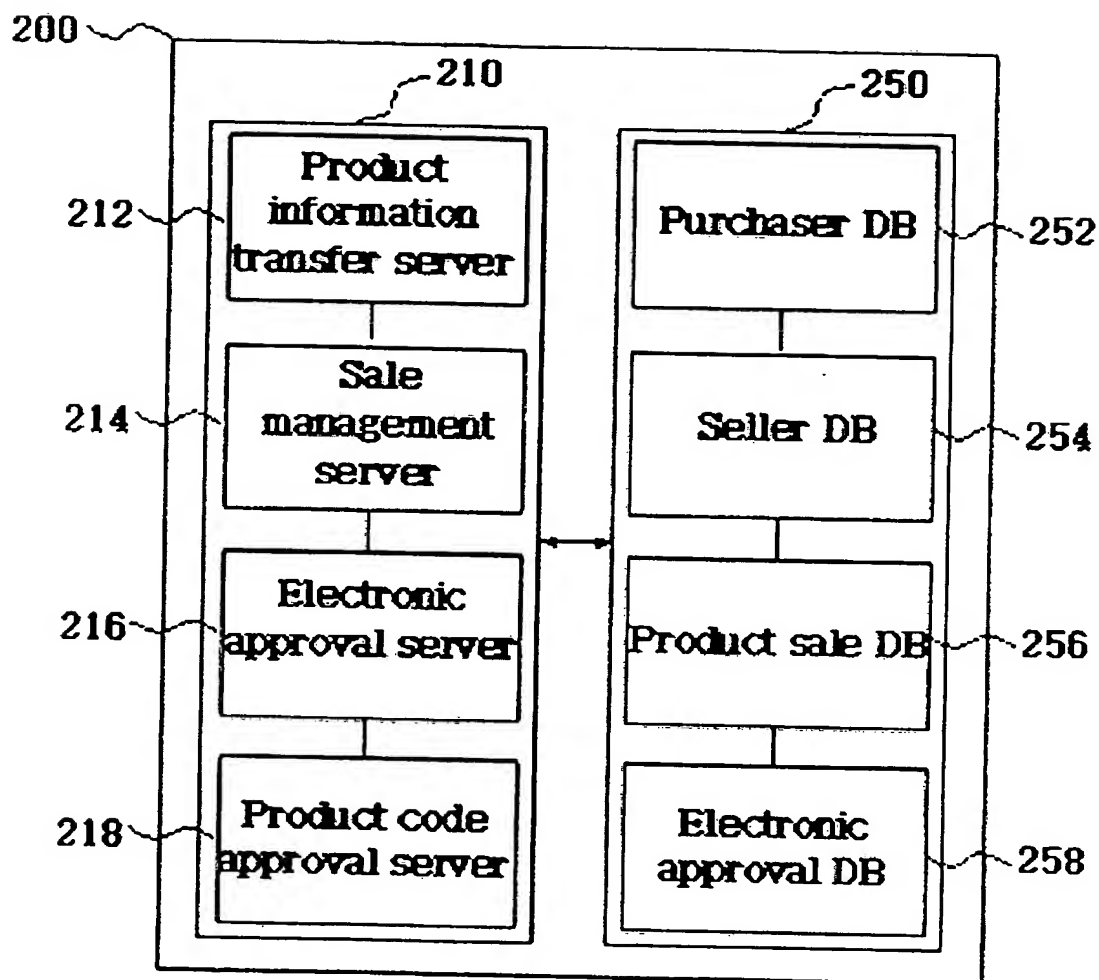 200
210
250
212
Product
information
transfer server
Purchaser DB
252
214
Sale
management
server
Seller DB
254
216
Electronic
approval server
Product sale DB
256
218
Product code
approval server
Electronic
approval DB
258